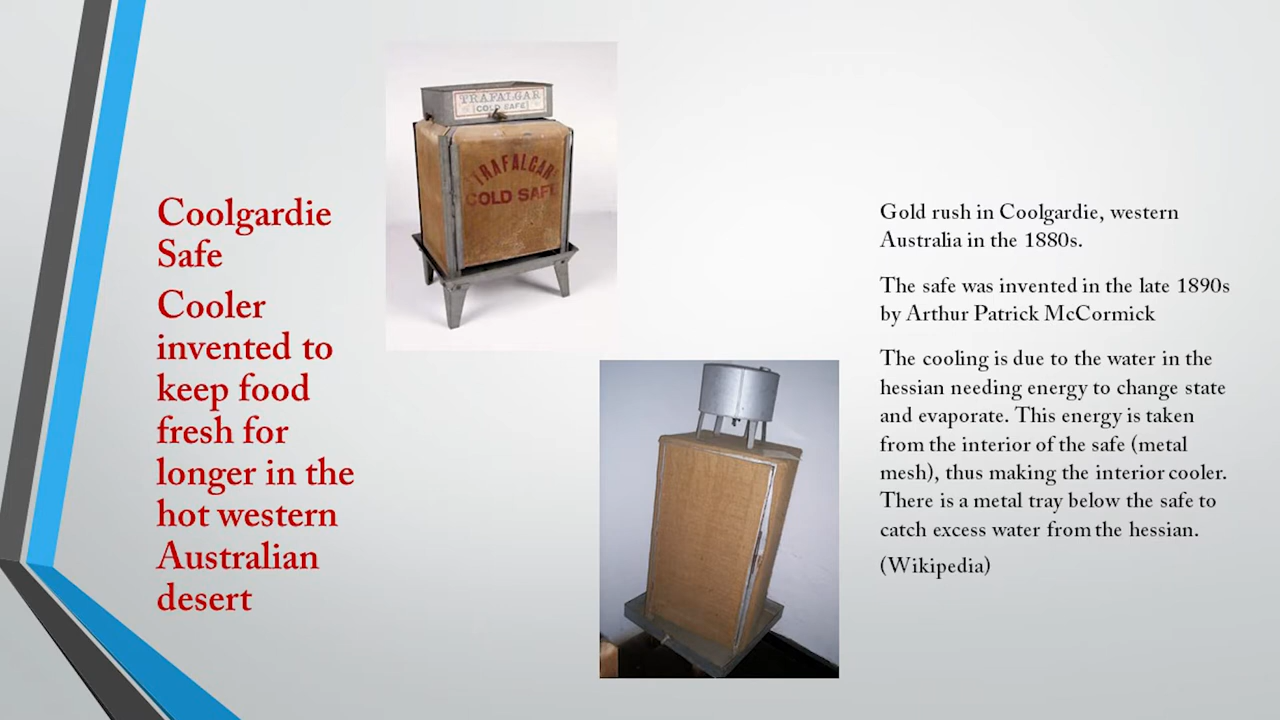 Coolgardie
Safe
Cooler
invented to
keep food
fresh for
longer in the
hot western
Australian
desert
TRAFALGAR
COLD SAFE
TRAFALGAR
COLD SAFE
Gold rush in Coolgardie, western
Australia in the 1880s.
The safe was invented in the late 1890s
by Arthur Patrick McCormick
The cooling is due to the water in the
hessian needing energy to change state
and evaporate. This energy is taken
from the interior of the safe (metal
mesh), thus making the interior cooler.
There is a metal tray below the safe to
catch excess water from the hessian.
(Wikipedia)